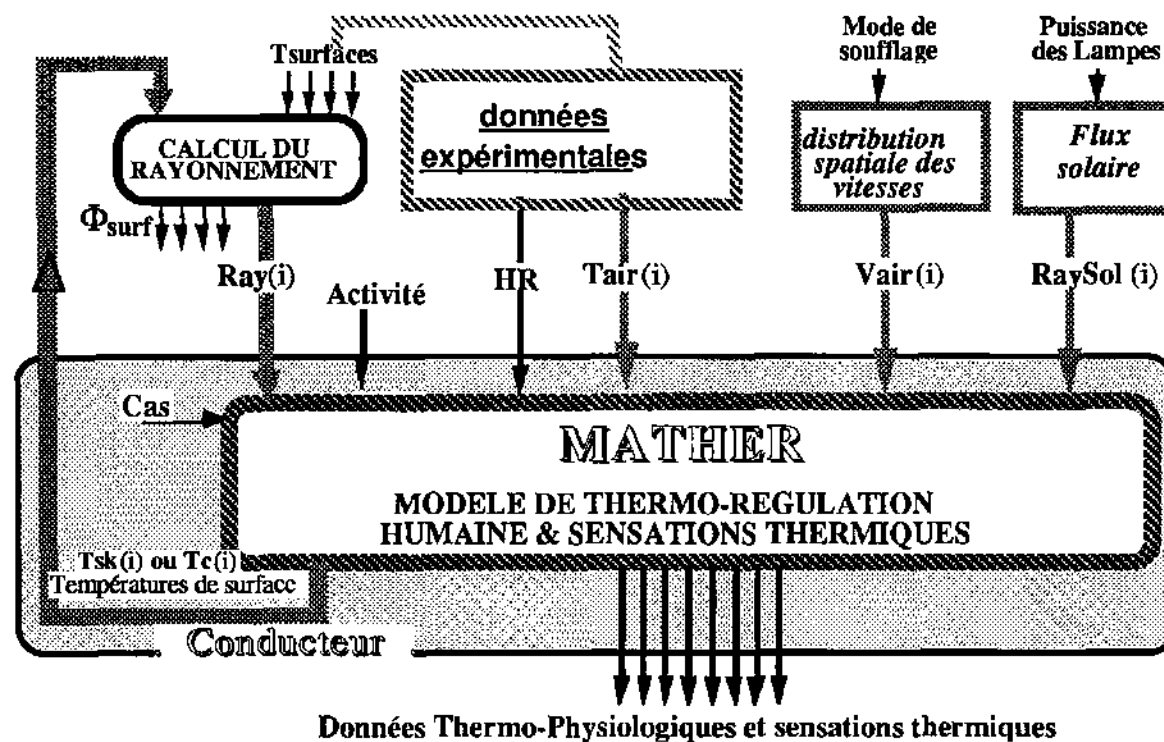 Mode de
soufflage
Puissance
des Lampes
Tsurfaces
données
expérimentales
distribution
spatiale des
vitesses
Flux
solaire
CALCUL DU
RAYONNEMENT
Φsurf
Ray(i)
Activité
HR
Tair(i)
Vair(i)
RaySol (i)
Cas
MATHER
MODELE DE THERMO-REGULATION
HUMAINE & SENSATIONS THERMIQUES
Tsk(i) ou Tc(i)
Températures de surface
Conducteur
Données Thermo-Physiologiques et sensations thermiques